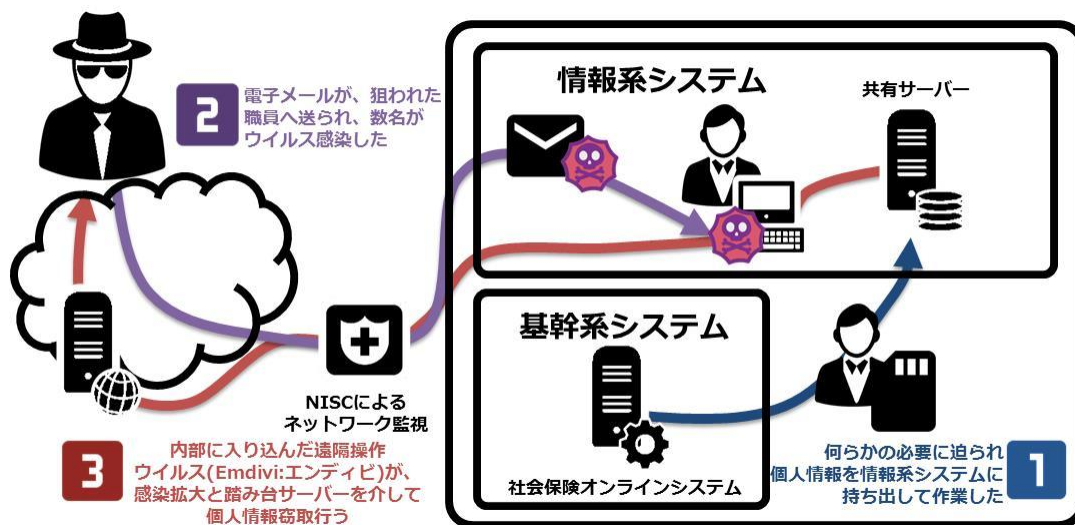 2
電子メールが、狙われた
職員へ送られ、数名が
ウイルス感染した
情報系システム
共有サーバー
基幹系システム
社会保険オンラインシステム
NISCによる
ネットワーク監視
3
内部に入り込んだ遠隔操作
ウイルス(Emdivi:エンディビ)が、
感染拡大と踏み台サーバーを介して
個人情報窃取行う
何らかの必要に迫られ
個人情報を情報系システムに
持ち出して作業した
1